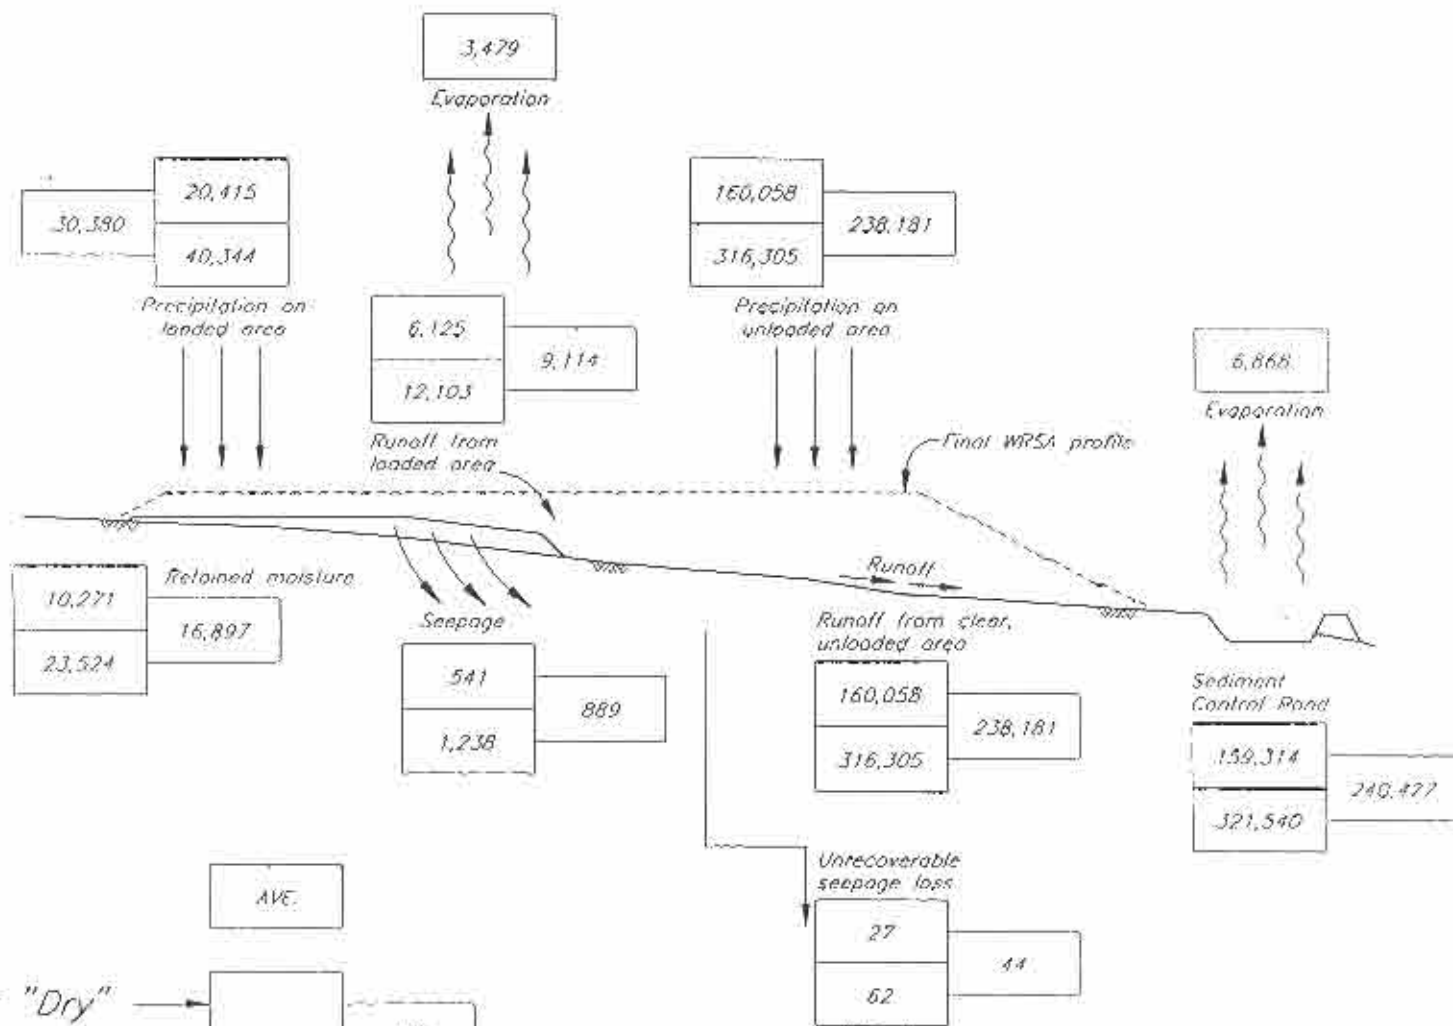 3,479
Evaporation
20,415
30,380
40,344
Precipitation on
loaded area
160,058
238,181
316,305
Precipitation on
unloaded area
6,125
9,114
12,103
Runoff from
loaded area
6,868
Evaporation
Final WRSA profile
Retained moisture
10,271
16,897
23,524
Seepage
541
889
1,238
Runoff
Runoff from clear,
unloaded area
160,058
238,181
316,305
Sediment
Control Pond
159,314
240,427
321,540
Unrecoverable
seepage loss
27
44
62
AVE.
"Dry"